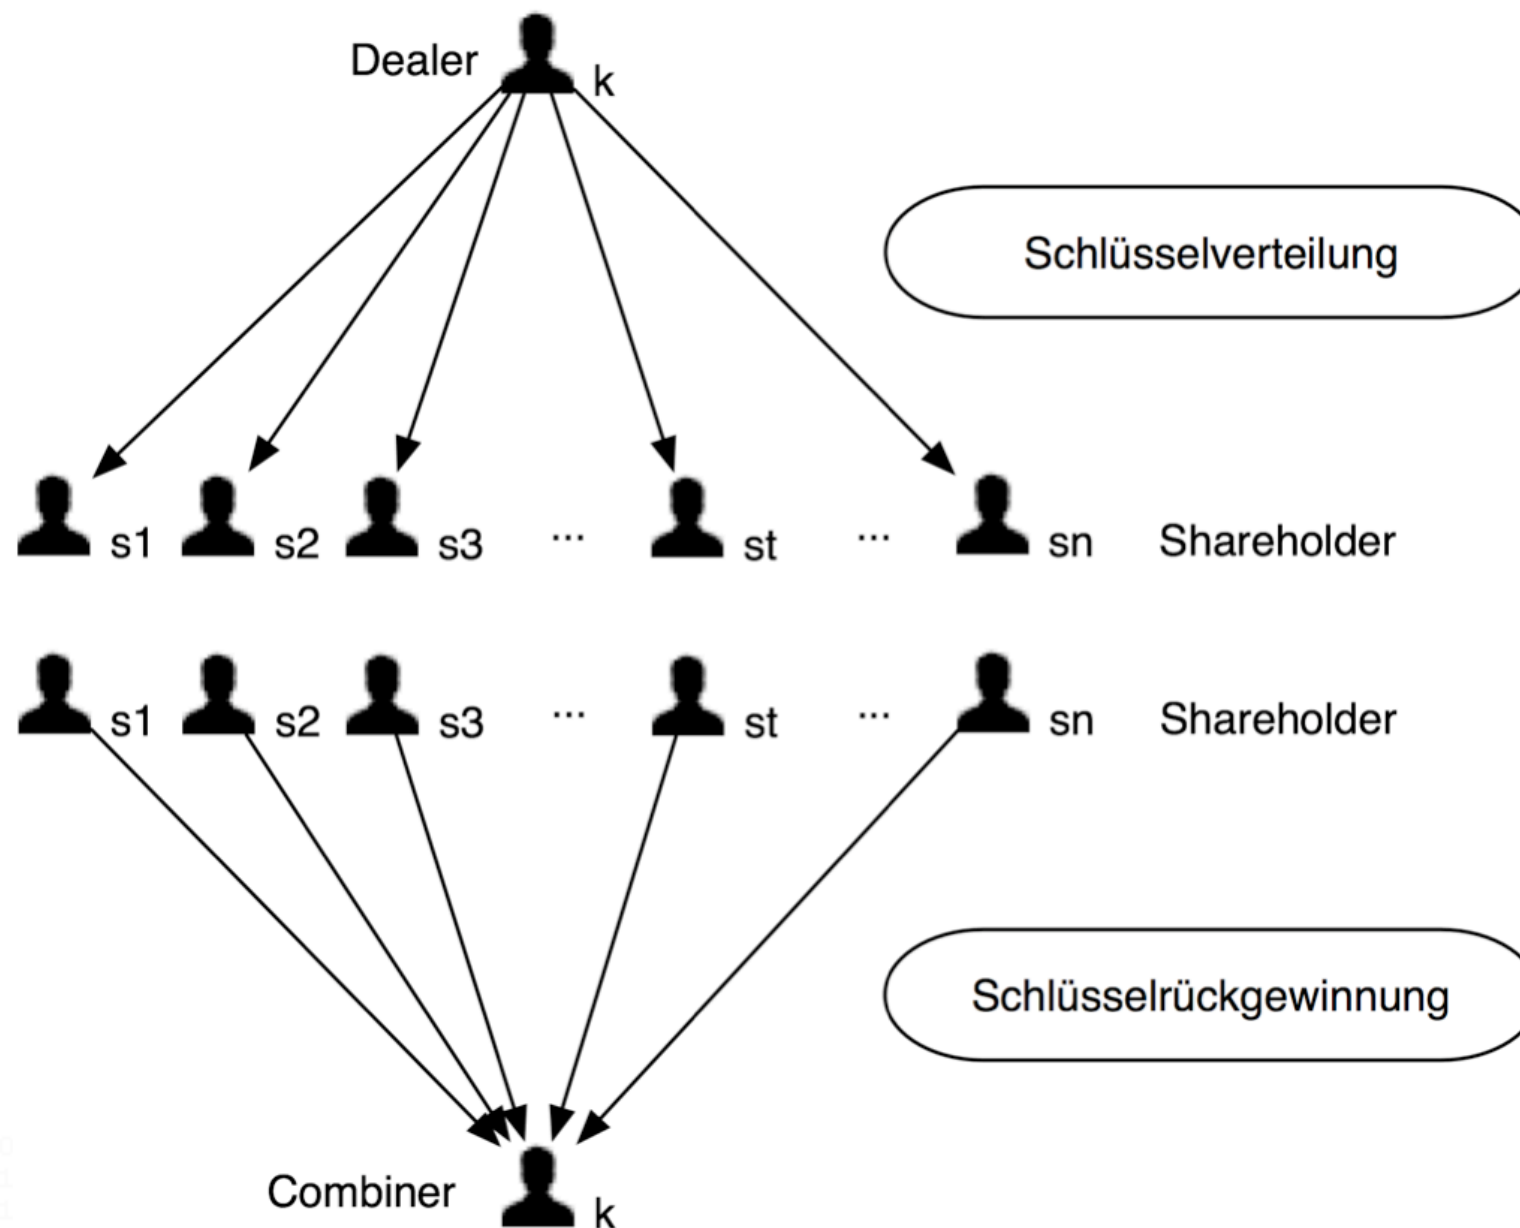 Dealer
k
Schlüsselverteilung
s1 s2 s3 ... st ... sn Shareholder
s1 s2 s3 ... st ... sn Shareholder
Schlüsselrückgewinnung
Combiner
k